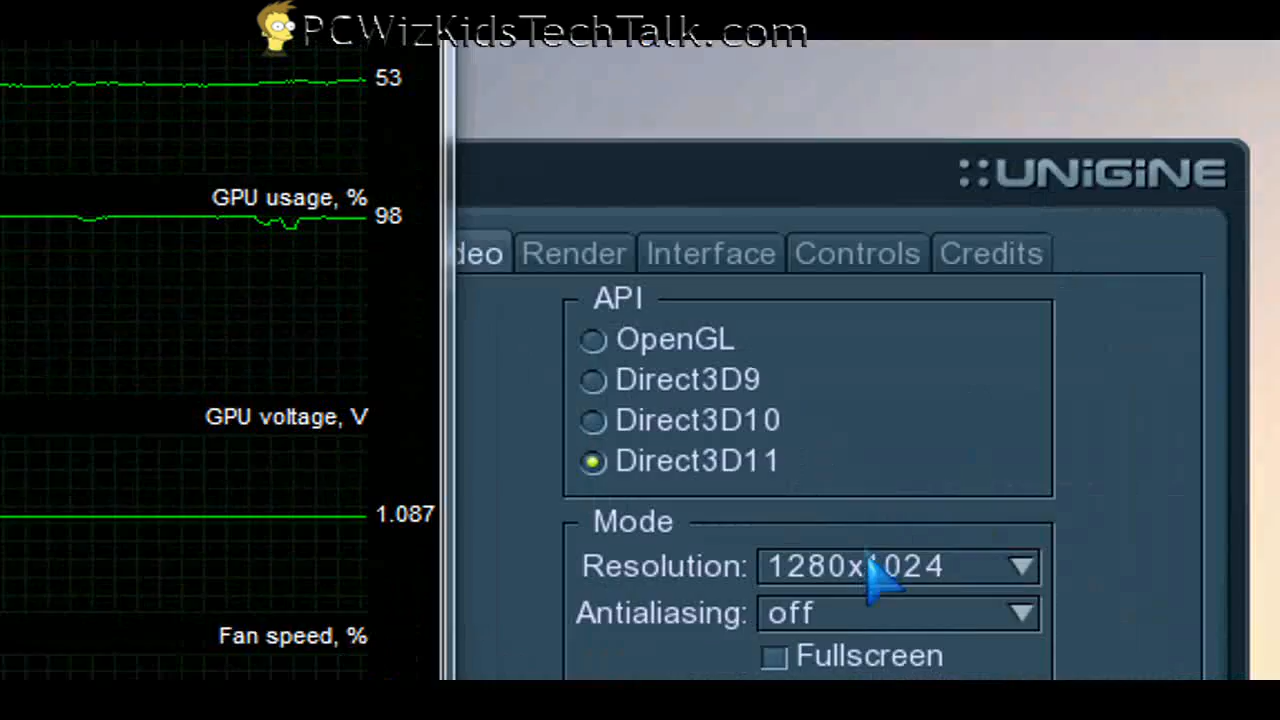 PCWizKidsTechTalk.com
53
GPU usage, %
98
GPU voltage, V
1.087
Fan speed, %
::UNiGiNE
deo Render Interface Controls Credits
API
OpenGL
Direct3D9
Direct3D10
Direct3D11
Mode
Resolution: 1280x1024
Antialiasing: off
Fullscreen